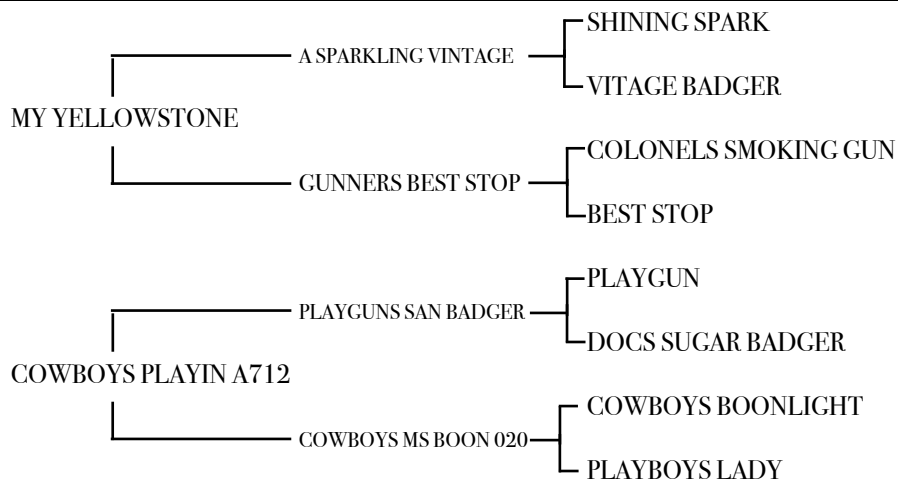 SHINING SPARK
A SPARKLING VINTAGE
VITAGE BADGER
MY YELLOWSTONE
COLONELS SMOKING GUN
GUNNERS BEST STOP
BEST STOP
PLAYGUN
PLAYGUNS SAN BADGER
DOCS SUGAR BADGER
COWBOYS PLAYIN A712
COWBOYS BOONLIGHT
COWBOYS MS BOON 020
PLAYBOYS LADY